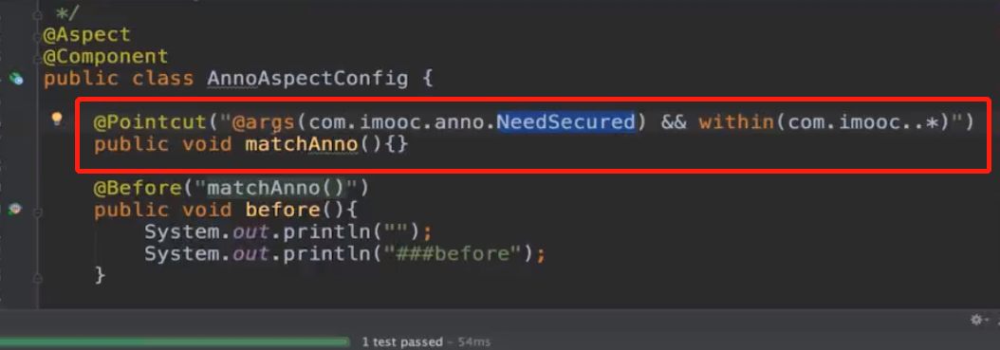 */
@Aspect
@Component
public class AnnoAspectConfig {
@Pointcut("@args(com.imooc.anno.NeedSecured) && within(com.imooc..*)")
public void matchAnno(){}
@Before("matchAnno()")
public void before(){
System.out.println("");
System.out.println("###before");
}
1 test passed – 54ms